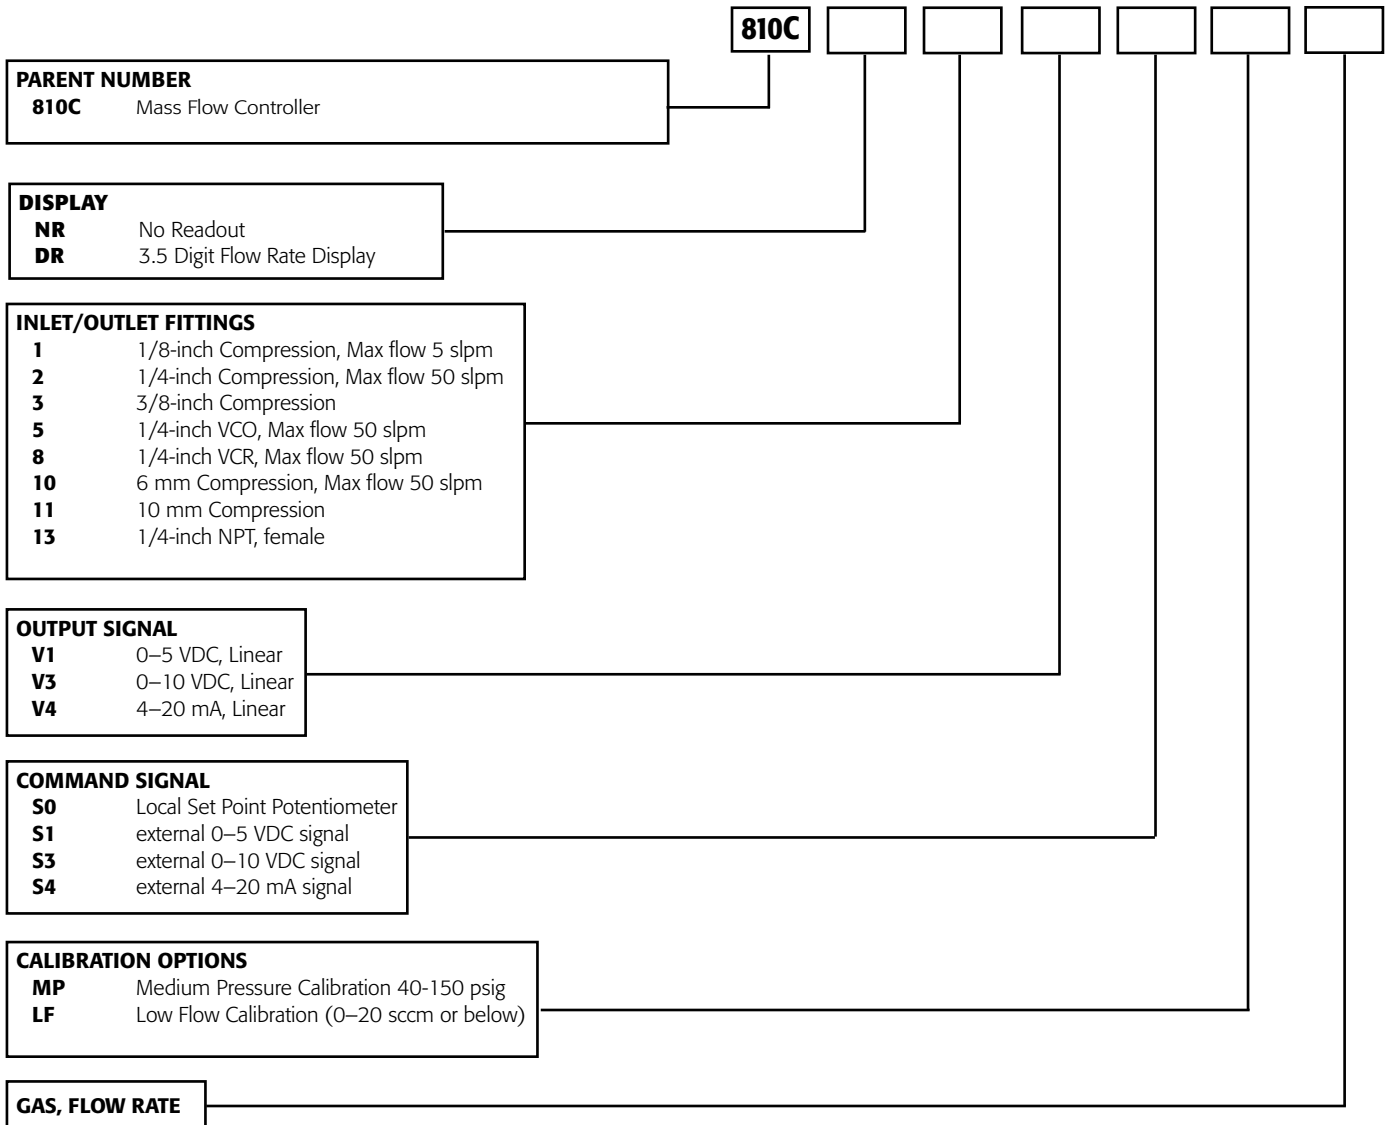 810C
PARENT NUMBER
810C Mass Flow Controller
DISPLAY
NR No Readout
DR 3.5 Digit Flow Rate Display
INLET/OUTLET FITTINGS
1 1/8-inch Compression, Max flow 5 slpm
2 1/4-inch Compression, Max flow 50 slpm
3 3/8-inch Compression
5 1/4-inch VCO, Max flow 50 slpm
8 1/4-inch VCR, Max flow 50 slpm
10 6 mm Compression, Max flow 50 slpm
11 10 mm Compression
13 1/4-inch NPT, female
OUTPUT SIGNAL
V1 0–5 VDC, Linear
V3 0–10 VDC, Linear
V4 4–20 mA, Linear
COMMAND SIGNAL
S0 Local Set Point Potentiometer
S1 external 0–5 VDC signal
S3 external 0–10 VDC signal
S4 external 4–20 mA signal
CALIBRATION OPTIONS
MP Medium Pressure Calibration 40-150 psig
LF Low Flow Calibration (0–20 sccm or below)
GAS, FLOW RATE